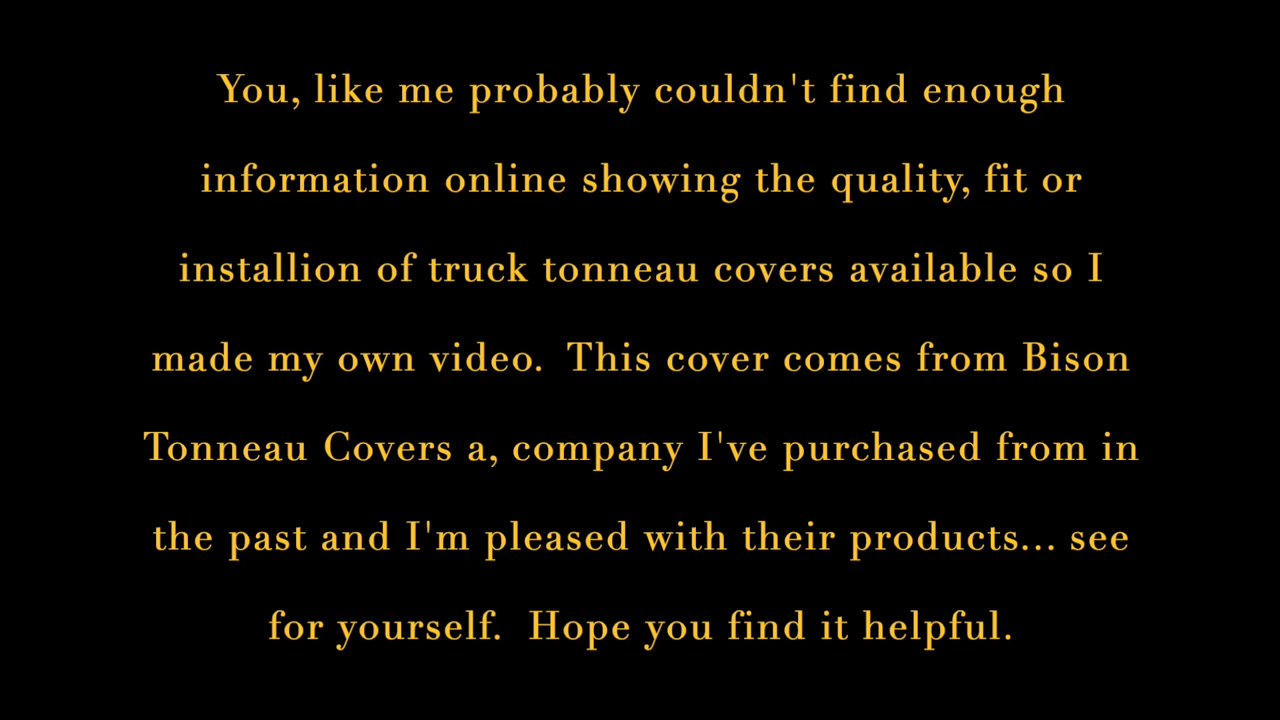 You, like me probably couldn't find enough
information online showing the quality, fit or
installion of truck tonneau covers available so I
made my own video.  This cover comes from Bison
Tonneau Covers a, company I've purchased from in
the past and I'm pleased with their products... see
for yourself.  Hope you find it helpful.